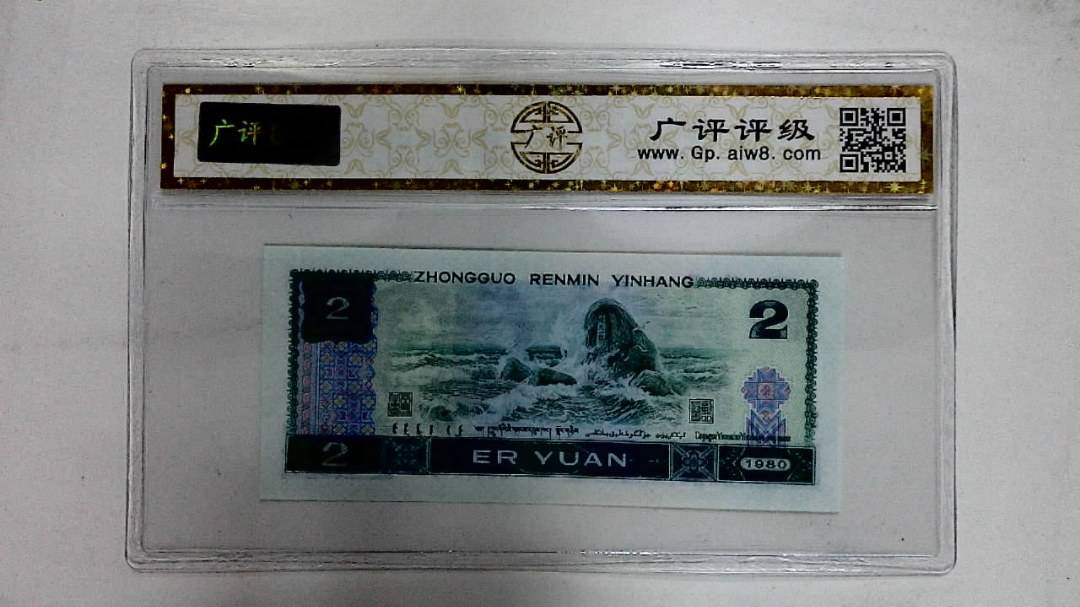 广评
广评
广评评级
www.Gp.aiw8.com
ZHONGGUO RENMIN YINHANG
2
2
2
ER YUAN
1980